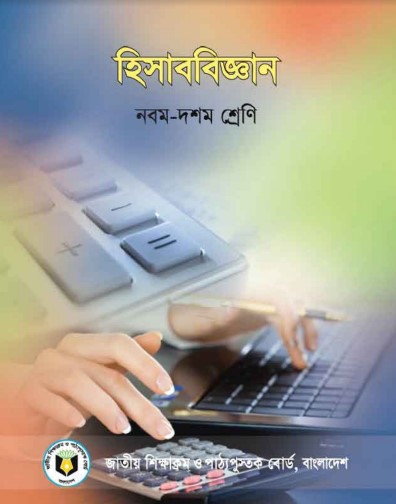 হিসাববিজ্ঞান
নবম-দশম শ্রেণি
জাতীয় শিক্ষাক্রম ও পাঠ্যপুস্তক বোর্ড, বাংলাদেশ